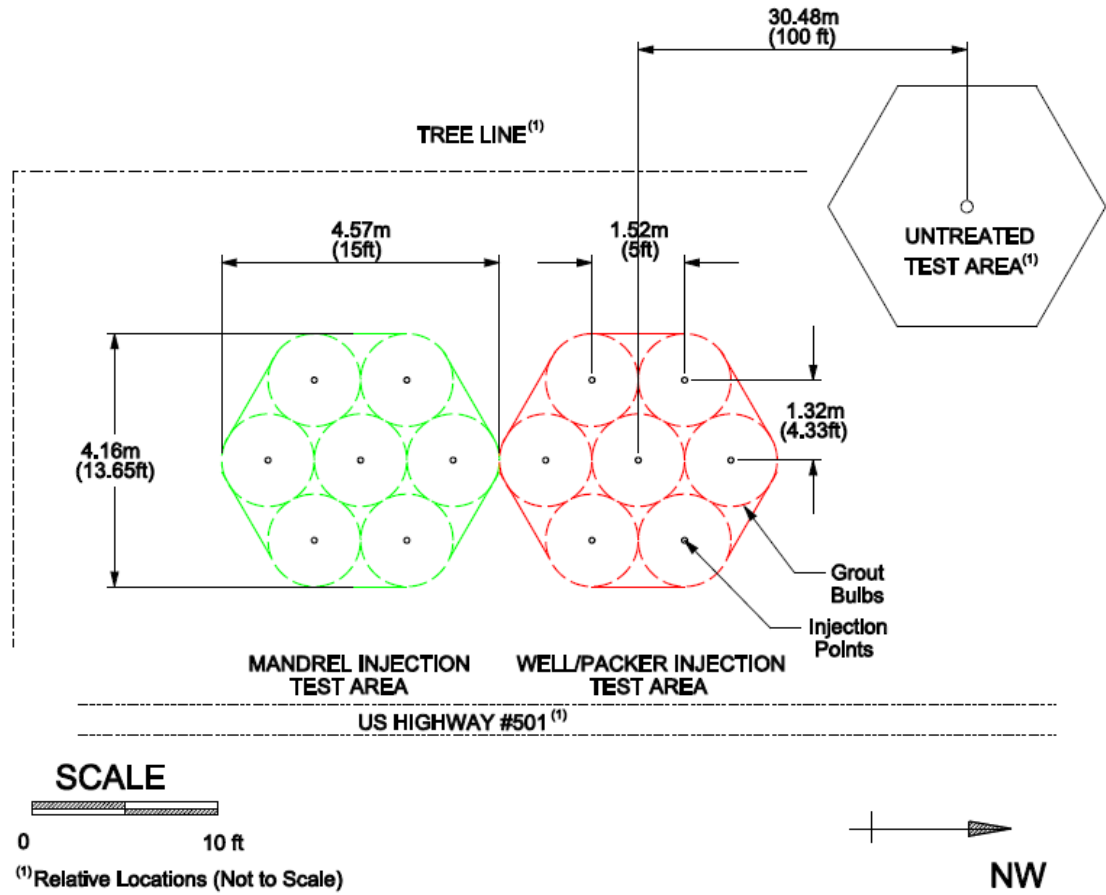 30.48m
(100 ft)
TREE LINE(1)
4.57m
(15ft)
1.52m
(5ft)
UNTREATED
TEST AREA(1)
1.32m
(4.33ft)
4.16m
(13.65ft)
Grout
Bulbs
Injection
Points
MANDREL INJECTION
TEST AREA
WELL/PACKER INJECTION
TEST AREA
US HIGHWAY #501(1)
SCALE
0 10 ft
(1)Relative Locations (Not to Scale)
NW